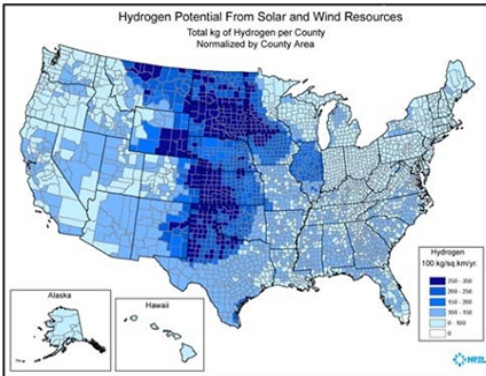 Hydrogen Potential From Solar and Wind Resources
Total kg of Hydrogen per County
Normalized by County Area
Alaska
Hawaii
Hydrogen
100 kg/sq.km/yr.
250 - 350
200 - 250
150 - 200
100 - 150
0 - 100
0
NREL